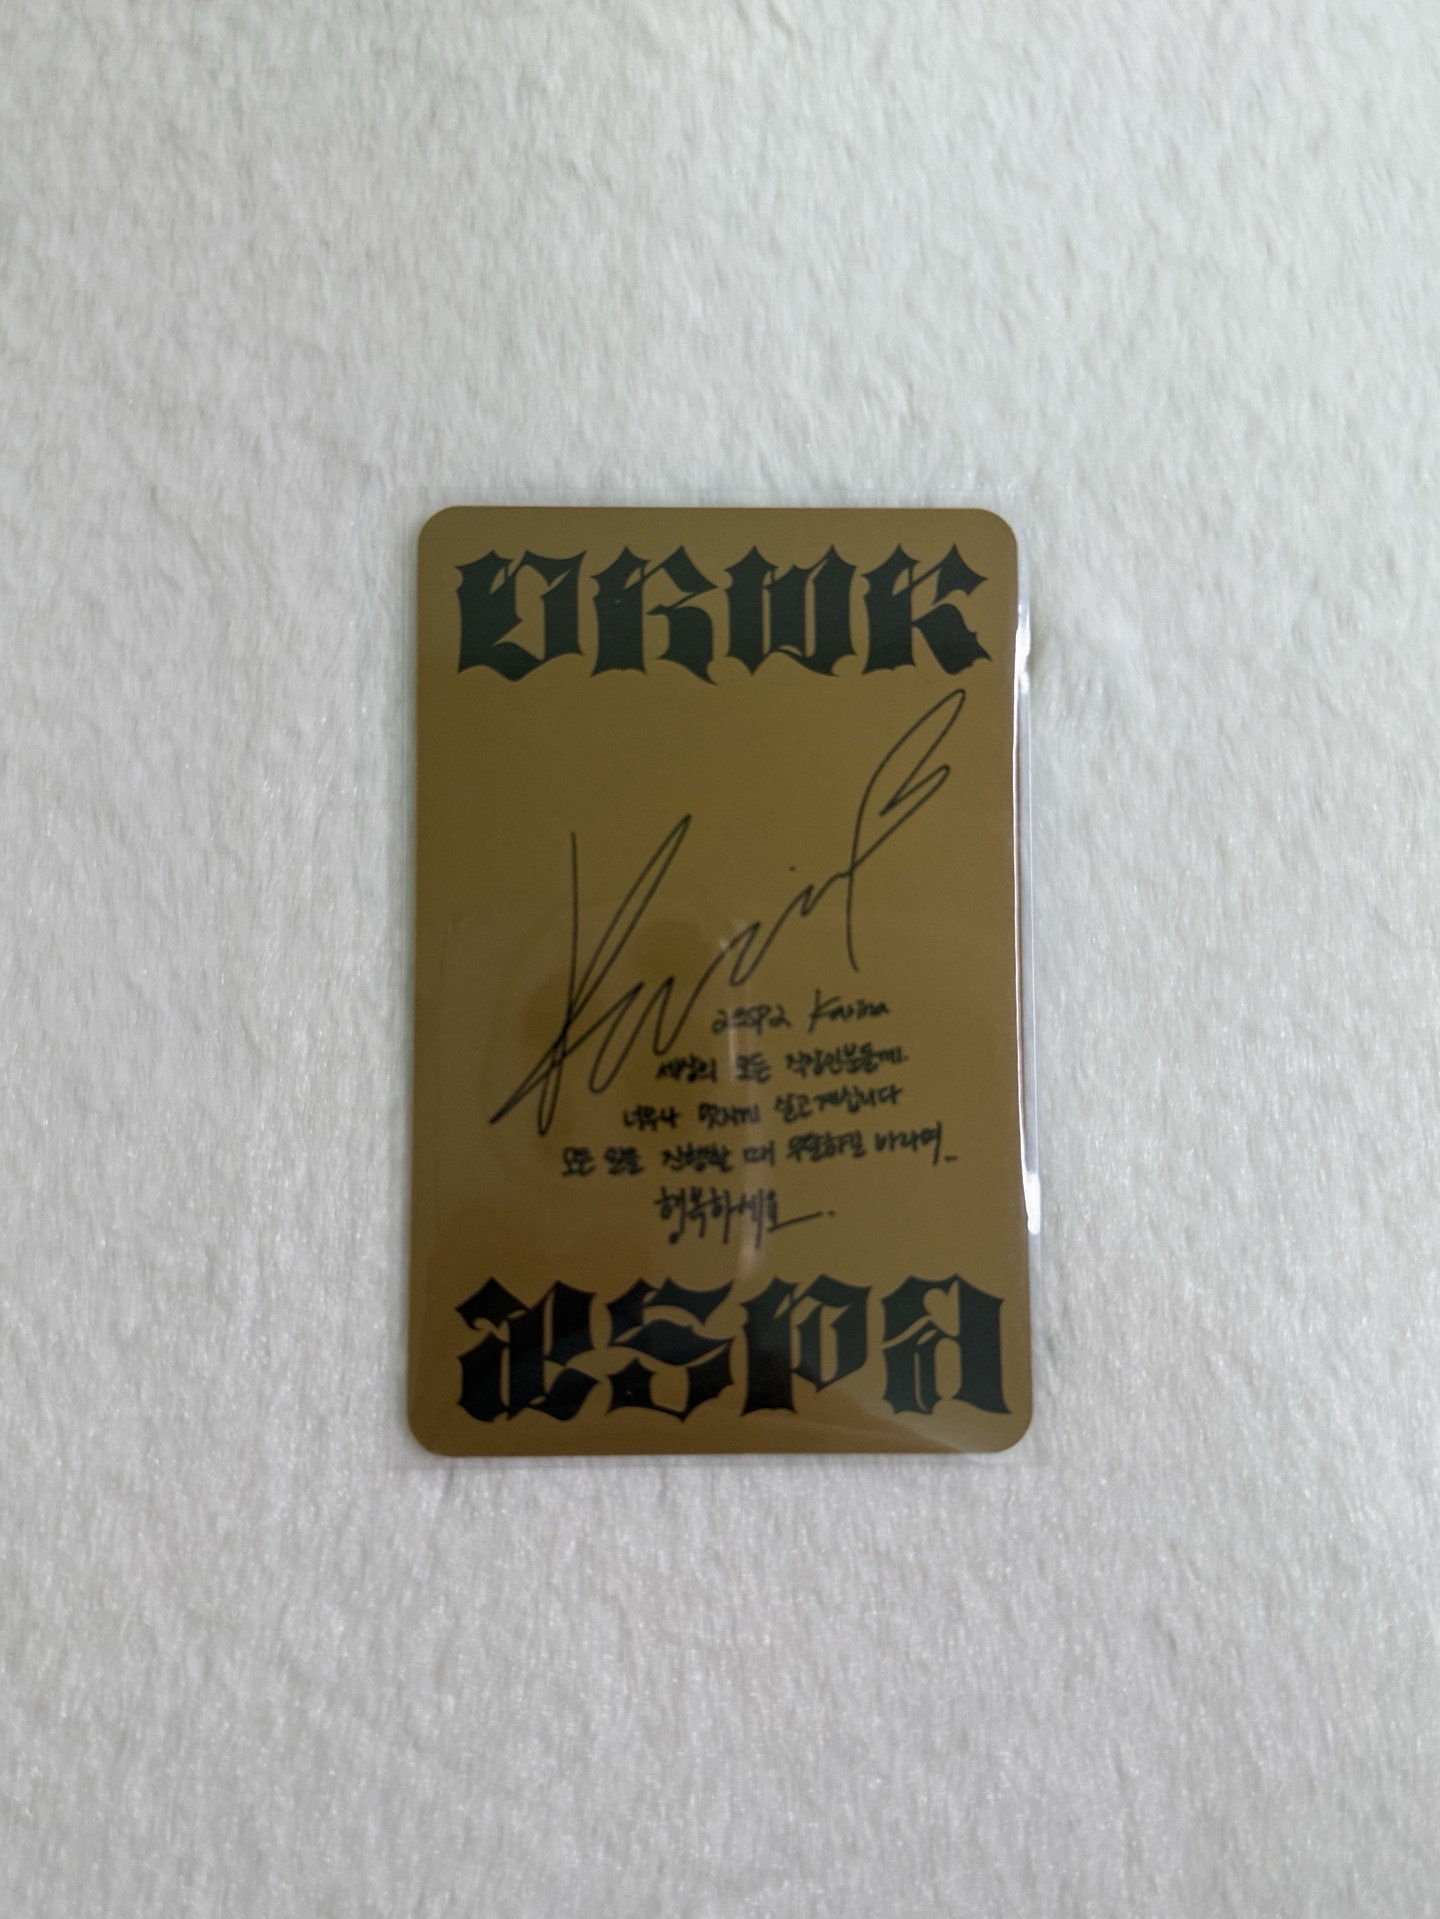 DRWK
Karina
aespa Karina
세상의 모든 직장인분들께.
너무나 멋지게 살고계십니다
모든 일을 진행할 때 무탈하길 바라며..
행복하세요.
aespa